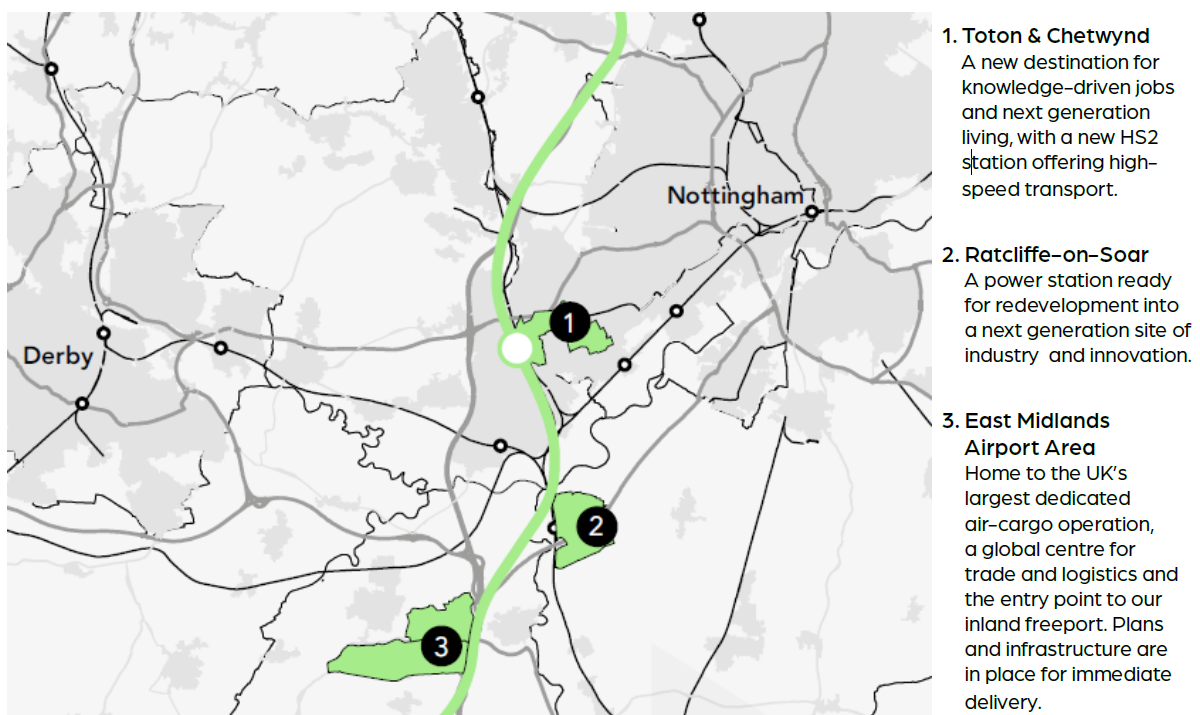 Nottingham
Derby
1
2
3
1. Toton & Chetwynd
A new destination for
knowledge-driven jobs
and next generation
living, with a new HS2
station offering high-
speed transport.
2. Ratcliffe-on-Soar
A power station ready
for redevelopment into
a next generation site of
industry and innovation.
3. East Midlands
Airport Area
Home to the UK's
largest dedicated
air-cargo operation,
a global centre for
trade and logistics and
the entry point to our
inland freeport. Plans
and infrastructure are
in place for immediate
delivery.